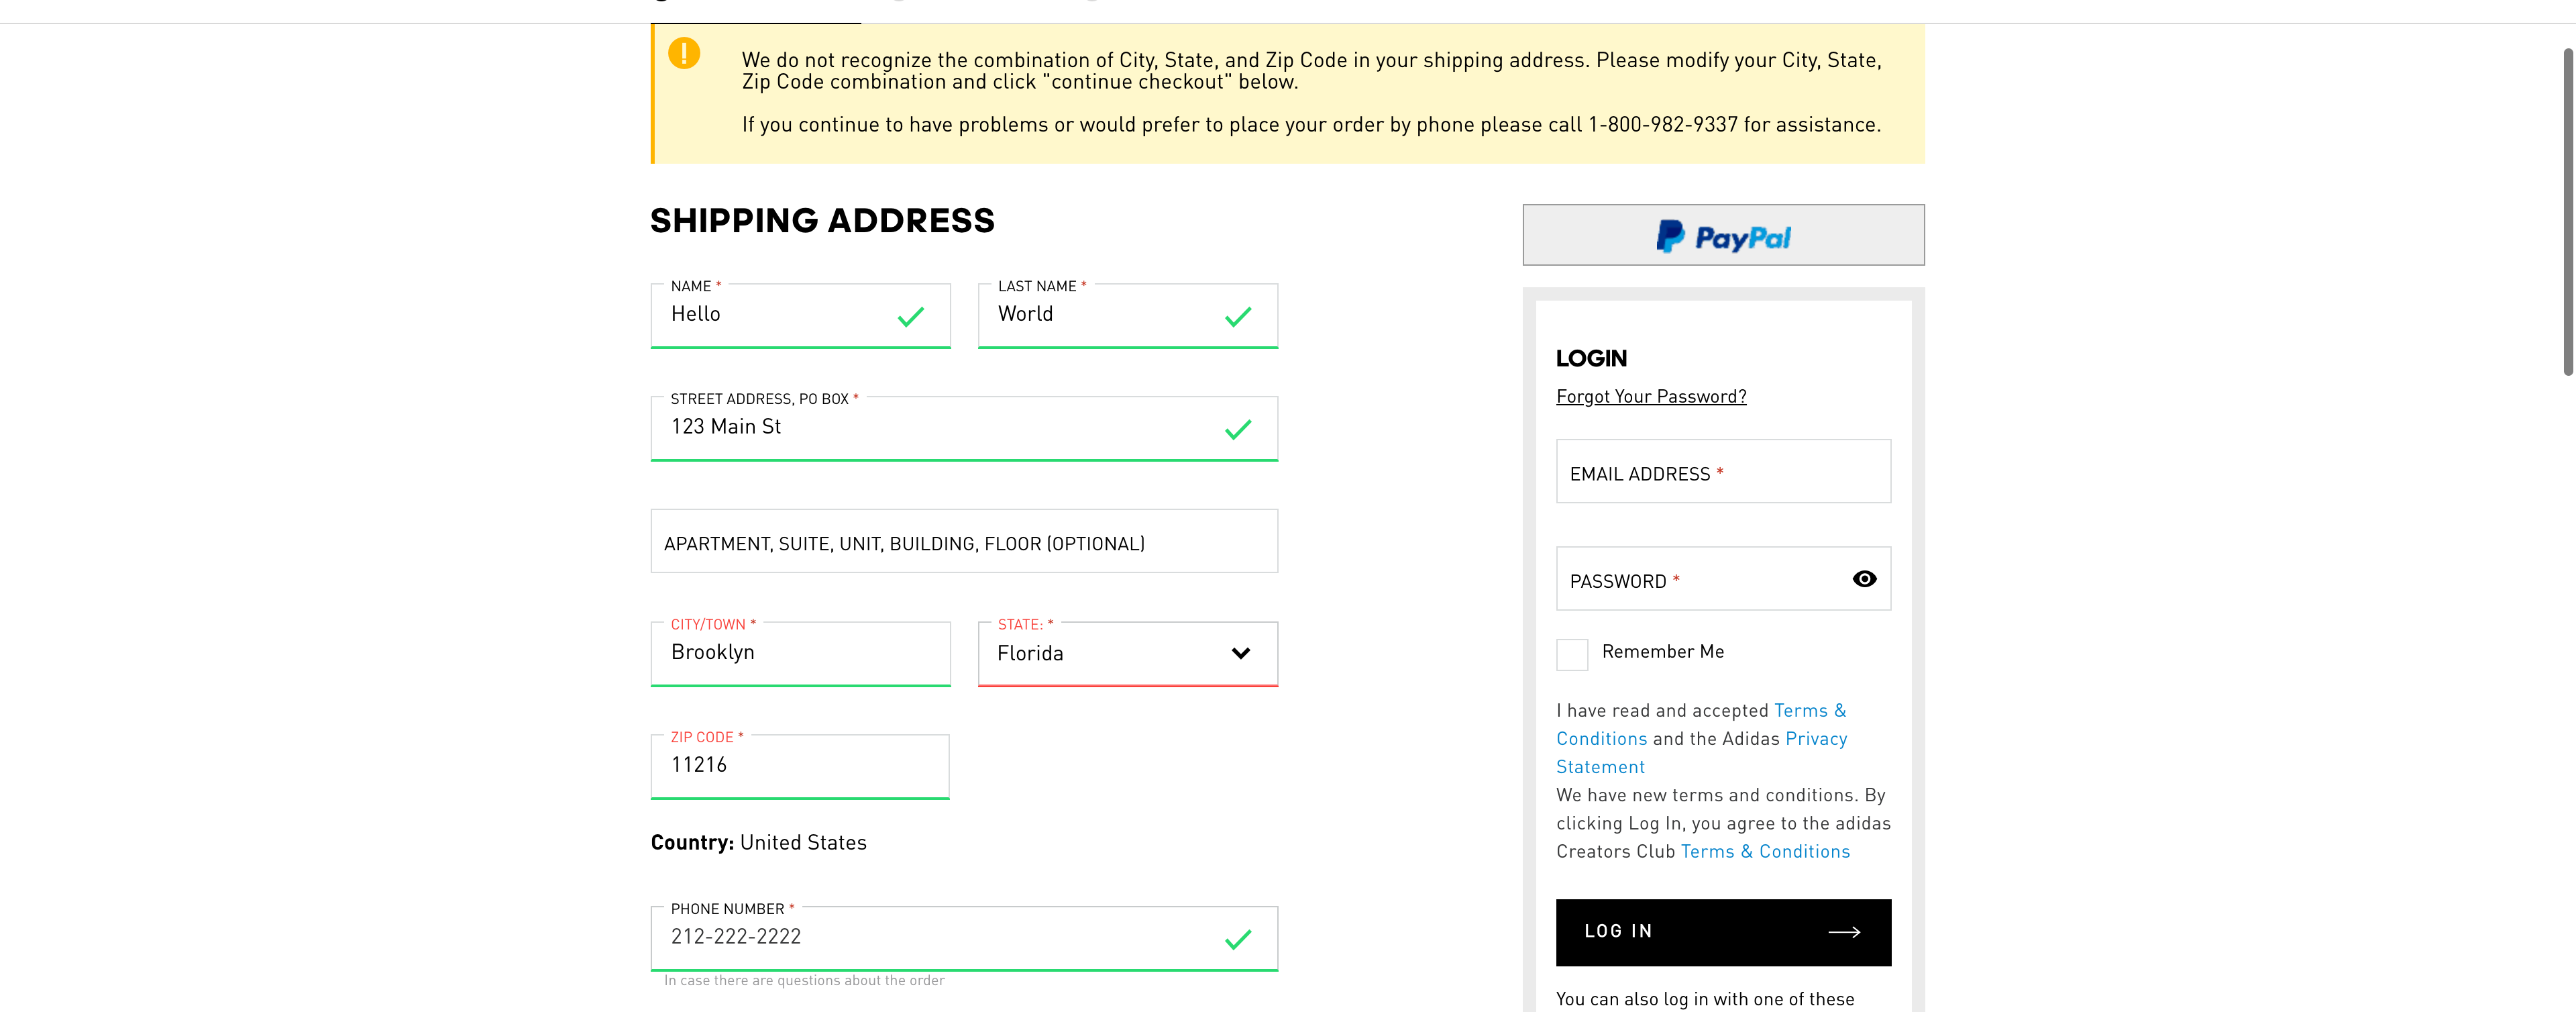 We do not recognize the combination of City, State, and Zip Code in your shipping address. Please modify your City, State,
Zip Code combination and click "continue checkout" below.
If you continue to have problems or would prefer to place your order by phone please call 1-800-982-9337 for assistance.
SHIPPING ADDRESS
NAME *
Hello
LAST NAME *
World
STREET ADDRESS, PO BOX *
123 Main St
APARTMENT, SUITE, UNIT, BUILDING, FLOOR (OPTIONAL)
CITY/TOWN *
Brooklyn
STATE: *
Florida
ZIP CODE *
11216
Country: United States
PHONE NUMBER *
212-222-2222
In case there are questions about the order
PayPal
LOGIN
Forgot Your Password?
EMAIL ADDRESS *
PASSWORD *
Remember Me
I have read and accepted Terms &
Conditions and the Adidas Privacy
Statement
We have new terms and conditions. By
clicking Log In, you agree to the adidas
Creators Club Terms & Conditions
LOG IN
You can also log in with one of these